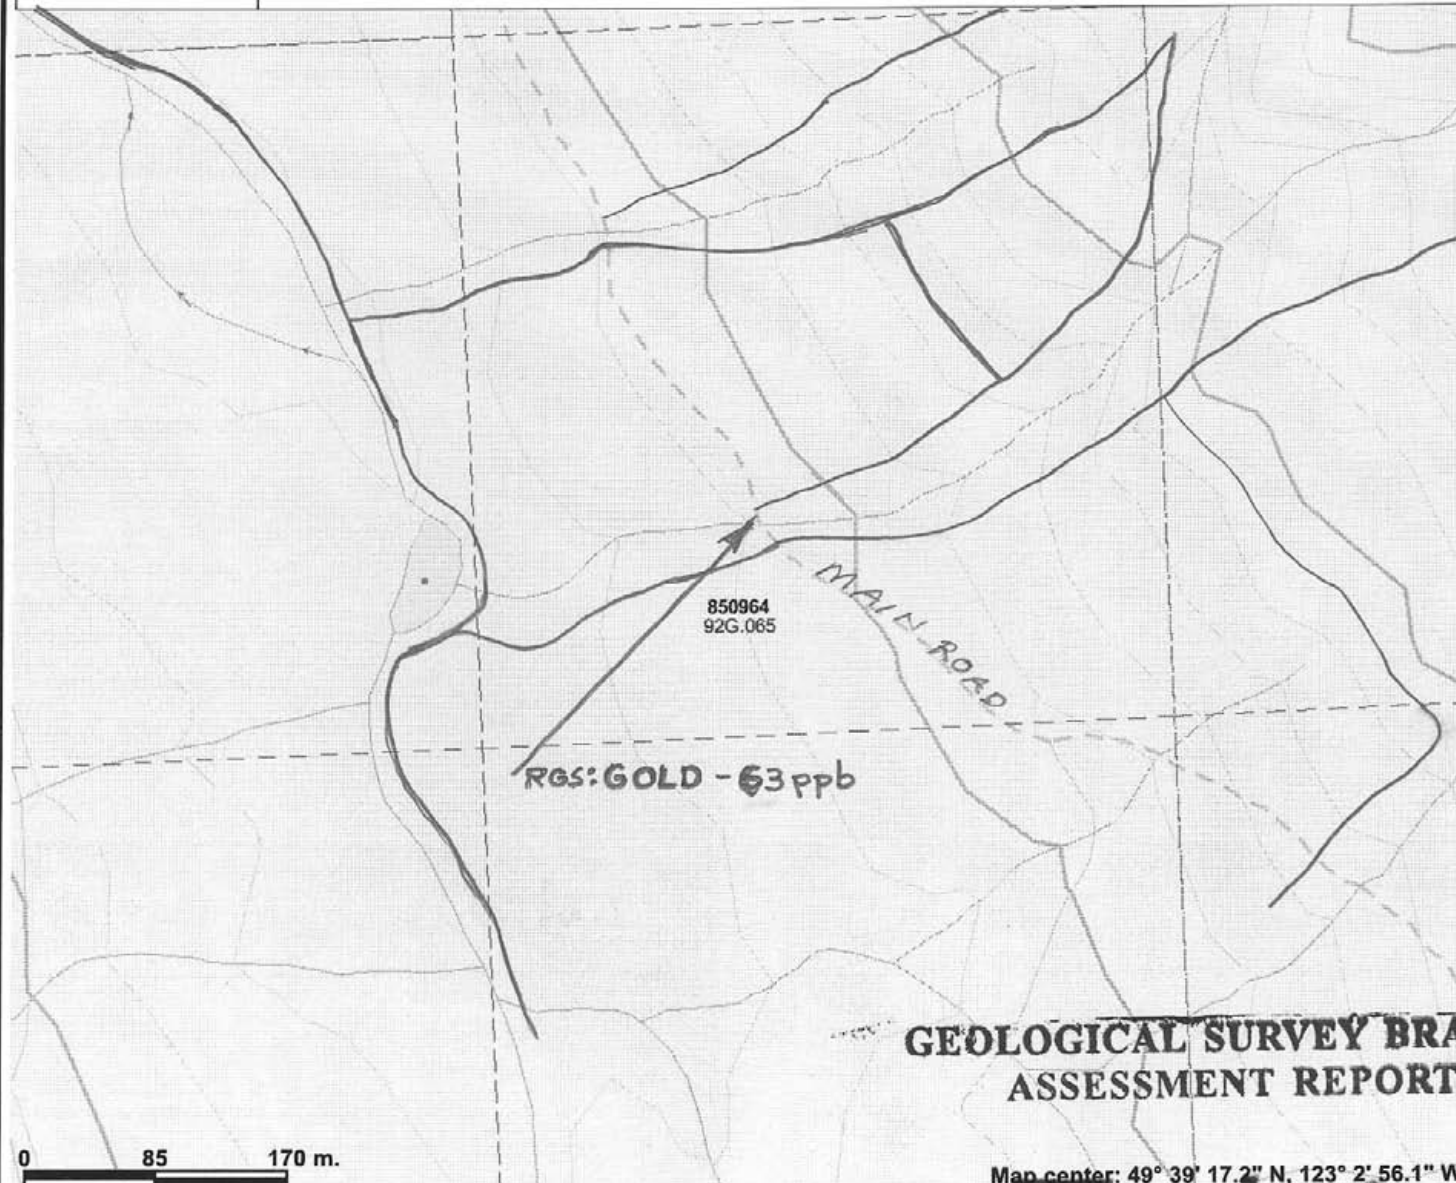 850964
92G.065
MAIN ROAD
RGS: GOLD - 63 ppb
GEOLOGICAL SURVEY BRA
ASSESSMENT REPORT
0 85 170 m.
Map center: 49° 39' 17.2" N, 123° 2' 56.1" W